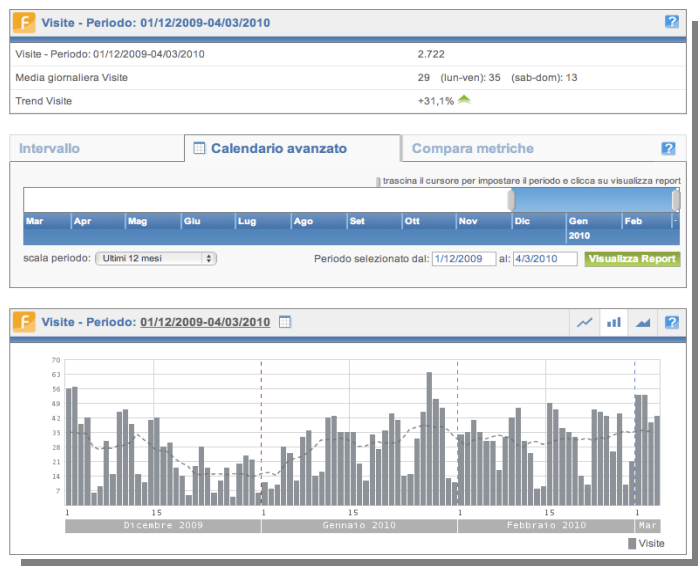 F Visite - Periodo: 01/12/2009-04/03/2010 ?
Visite - Periodo: 01/12/2009-04/03/2010 2.722
Media giornaliera Visite 29 (lun-ven): 35 (sab-dom): 13
Trend Visite +31,1%
Intervallo Calendario avanzato Compara metriche ?
trascina il cursore per impostare il periodo e clicca su visualizza report
Mar Apr Mag Giu Lug Ago Set Ott Nov Dic Gen Feb -
2010
scala periodo: Ultimi 12 mesi Periodo selezionato dal: 1/12/2009 al: 4/3/2010 Visualizza Report
F Visite - Periodo: 01/12/2009-04/03/2010 ?
70
63
56
49
42
35
28
21
14
7
1 15 1 15 1 15 1
Dicembre 2009 Gennaio 2010 Febbraio 2010 Mar
Visite